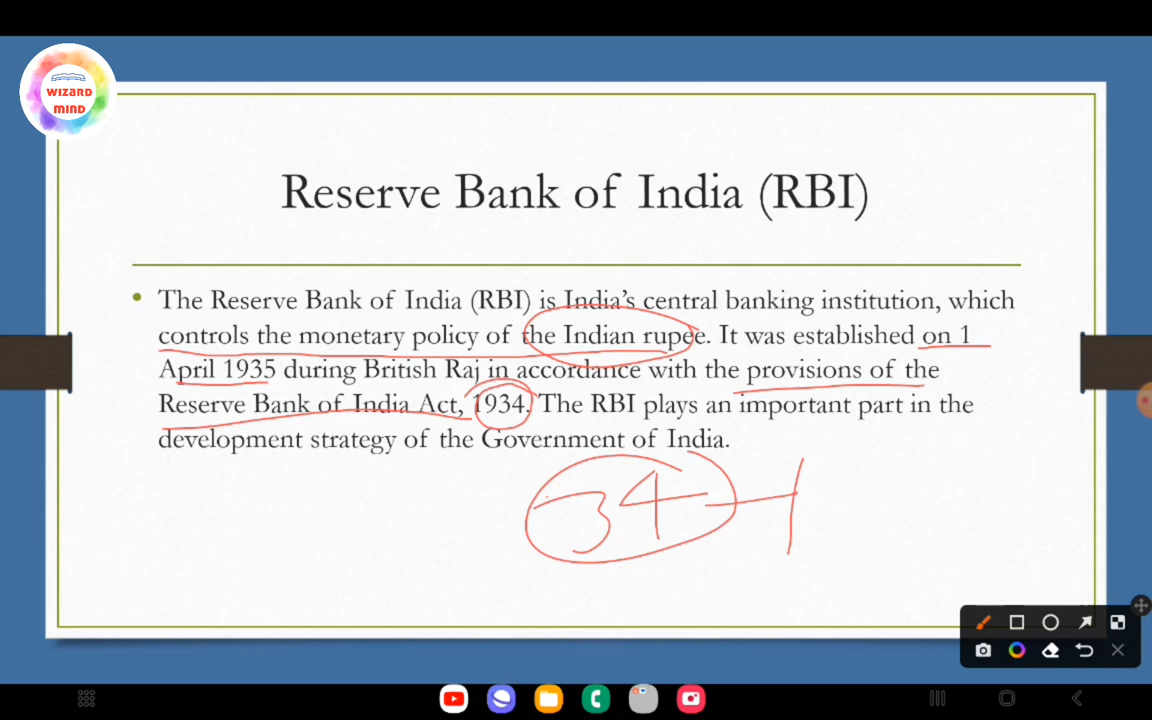 WIZARD
MIND
Reserve Bank of India (RBI)
• The Reserve Bank of India (RBI) is India's central banking institution, which
controls the monetary policy of the Indian rupee. It was established on 1
April 1935 during British Raj in accordance with the provisions of the
Reserve Bank of India Act, 1934. The RBI plays an important part in the
development strategy of the Government of India.
34